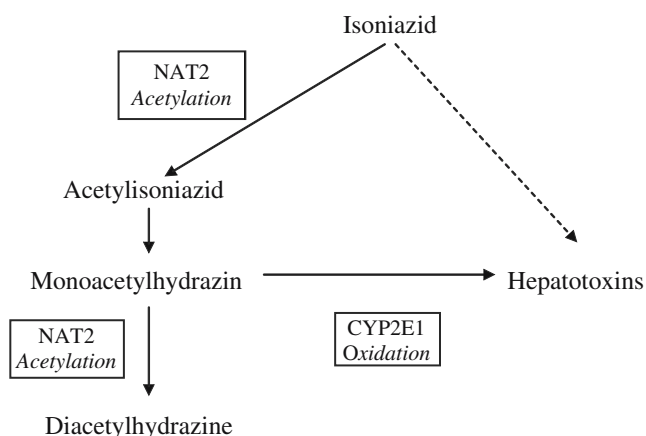 Isoniazid
NAT2
Acetylation
Acetylisoniazid
Monoacetylhydrazin
Hepatotoxins
NAT2
Acetylation
CYP2E1
Oxidation
Diacetylhydrazine